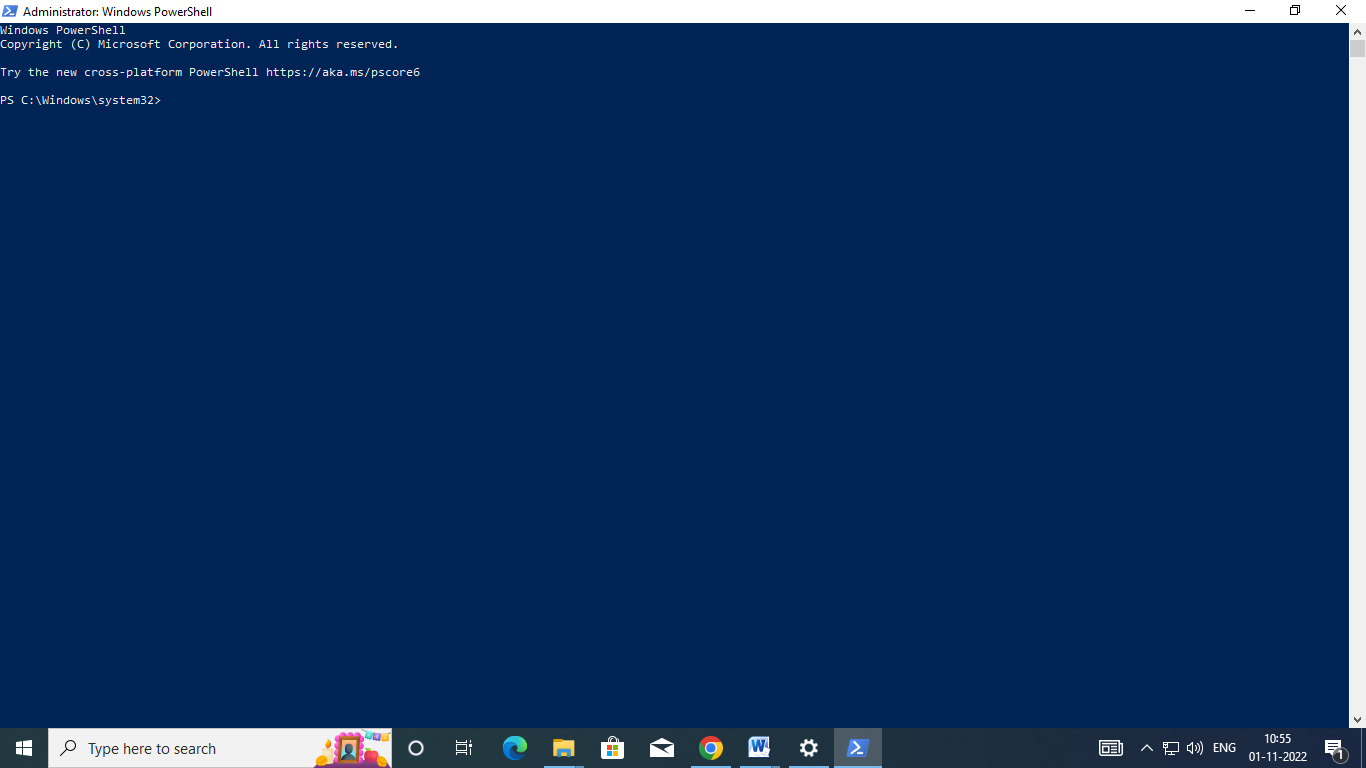 Administrator: Windows PowerShell
Windows PowerShell
Copyright (C) Microsoft Corporation. All rights reserved.
Try the new cross-platform PowerShell https://aka.ms/pscore6
PS C:\Windows\system32>
Type here to search
W
ENG
10:55
01-11-2022
1